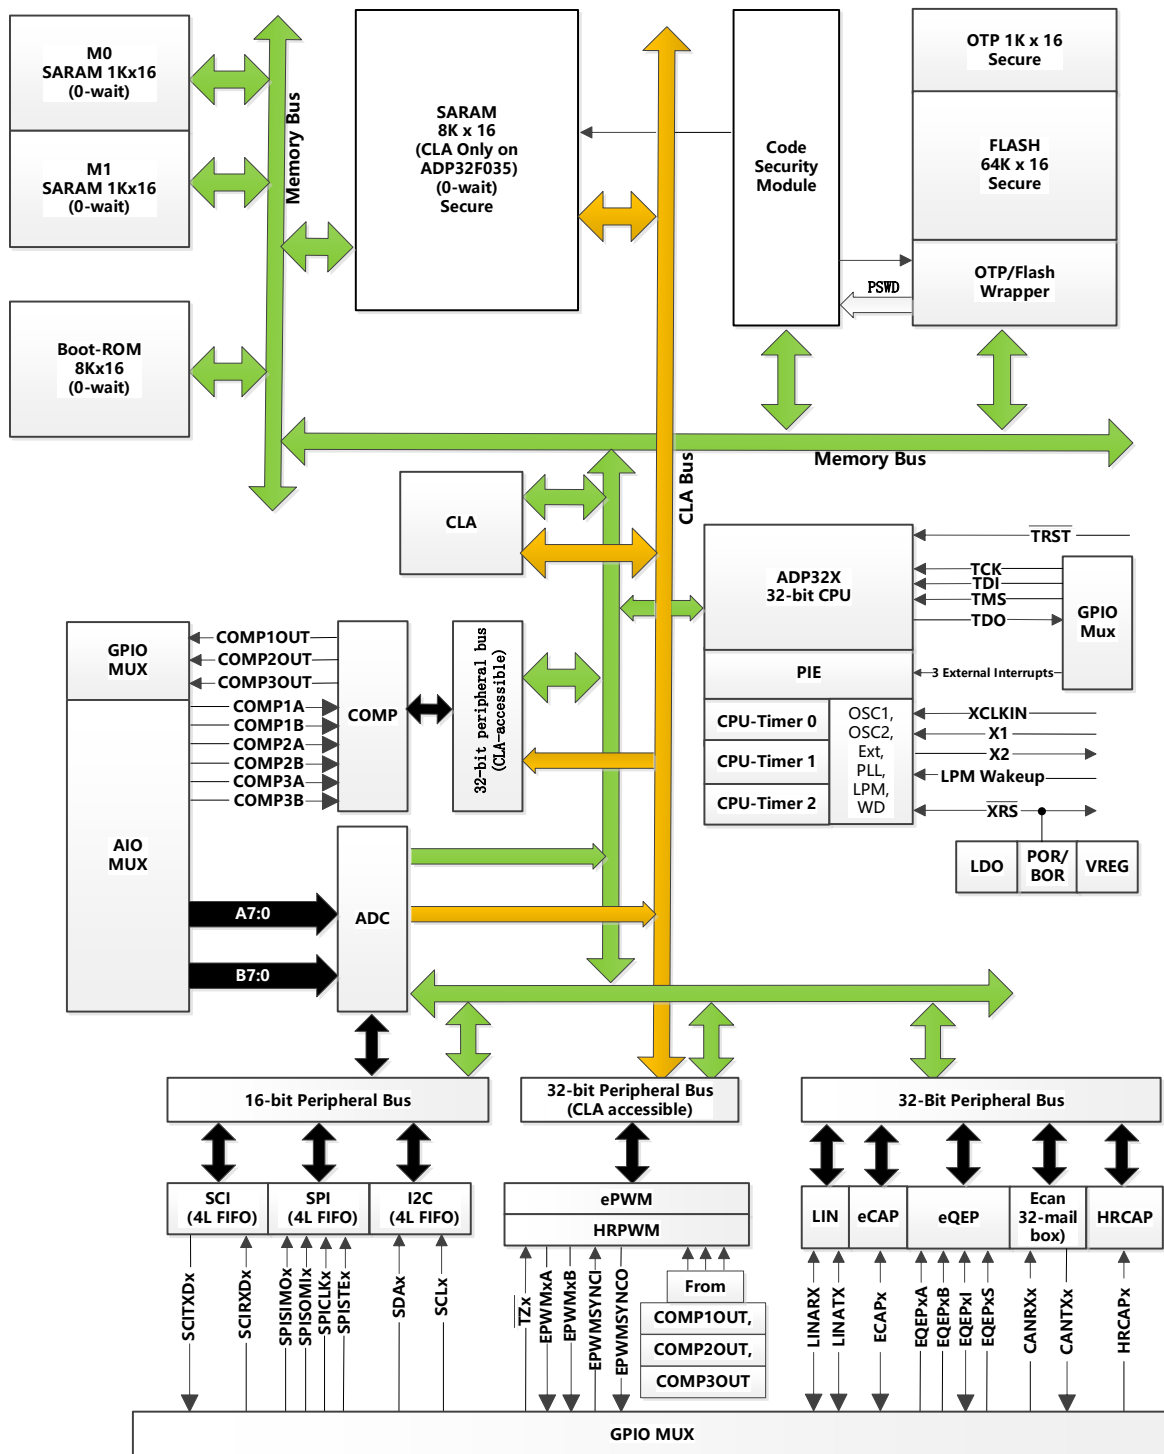 M0
SARAM 1Kx16
(0-wait)
M1
SARAM 1Kx16
(0-wait)
Boot-ROM
8Kx16
(0-wait)
Memory Bus
SARAM
8K x 16
(CLA Only on
ADP32F035)
(0-wait)
Secure
Code
Security
Module
OTP 1K x 16
Secure
FLASH
64K x 16
Secure
OTP/Flash
Wrapper
PSWD
Memory Bus
CLA Bus
CLA
ADP32X
32-bit CPU
PIE
CPU-Timer 0
CPU-Timer 1
CPU-Timer 2
OSC1,
OSC2,
Ext,
PLL,
LPM,
WD
TRST
TCK
TDI
TMS
TDO
GPIO
Mux
3 External Interrupts
XCLKIN
X1
X2
LPM Wakeup
XRS
LDO
POR/
BOR
VREG
GPIO
MUX
COMP1OUT
COMP2OUT
COMP3OUT
COMP1A
COMP1B
COMP2A
COMP2B
COMP3A
COMP3B
COMP
32-bit peripheral bus
(CLA-accessible)
AIO
MUX
A7:0
B7:0
ADC
16-bit Peripheral Bus
32-bit Peripheral Bus
(CLA accessible)
32-Bit Peripheral Bus
SCI
(4L FIFO)
SPI
(4L FIFO)
I2C
(4L FIFO)
ePWM
HRPWM
LIN
eCAP
eQEP
Ecan
32-mail
box)
HRCAP
SCITXDx
SCIRXDx
SPISIMOx
SPISOMIx
SPICLKx
SPISTEx
SDAx
SCLx
TZx
EPWMxA
EPWMxB
EPWMSYNCI
EPWMSYNCO
From
COMP1OUT,
COMP2OUT,
COMP3OUT
LINARX
LINATX
ECAPx
EQEPxA
EQEPxB
EQEPxI
EQEPxS
CANRXx
CANTXx
HRCAPx
GPIO MUX